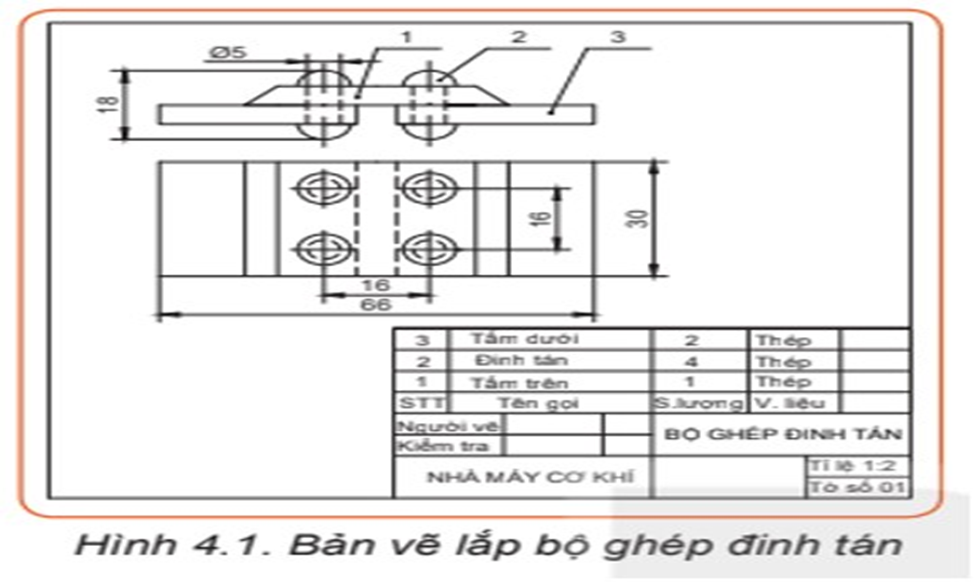 1 2 3
Ø5
18
16
30
16
66
3 Tấm dưới 2 Thép
2 Đinh tán 4 Thép
1 Tấm trên 1 Thép
STT Tên gọi S.lượng V. liệu
Người vẽ
BỘ GHÉP ĐINH TÁN
Kiểm tra
NHÀ MÁY CƠ KHÍ
Tỉ lệ 1:2
Tờ số 01
Hình 4.1. Bản vẽ lắp bộ ghép đinh tán